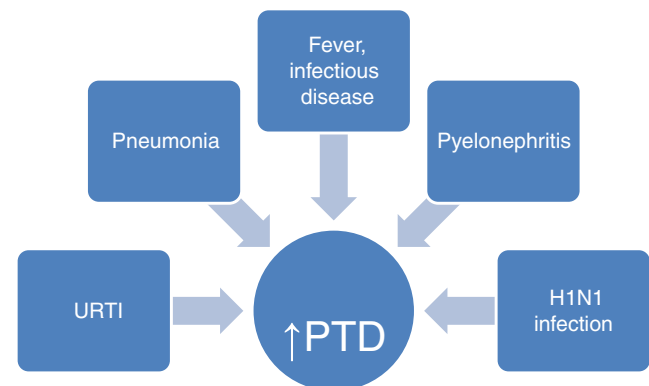 Fever,
infectious
disease
Pneumonia
Pyelonephritis
URTI
H1N1
infection
↑PTD